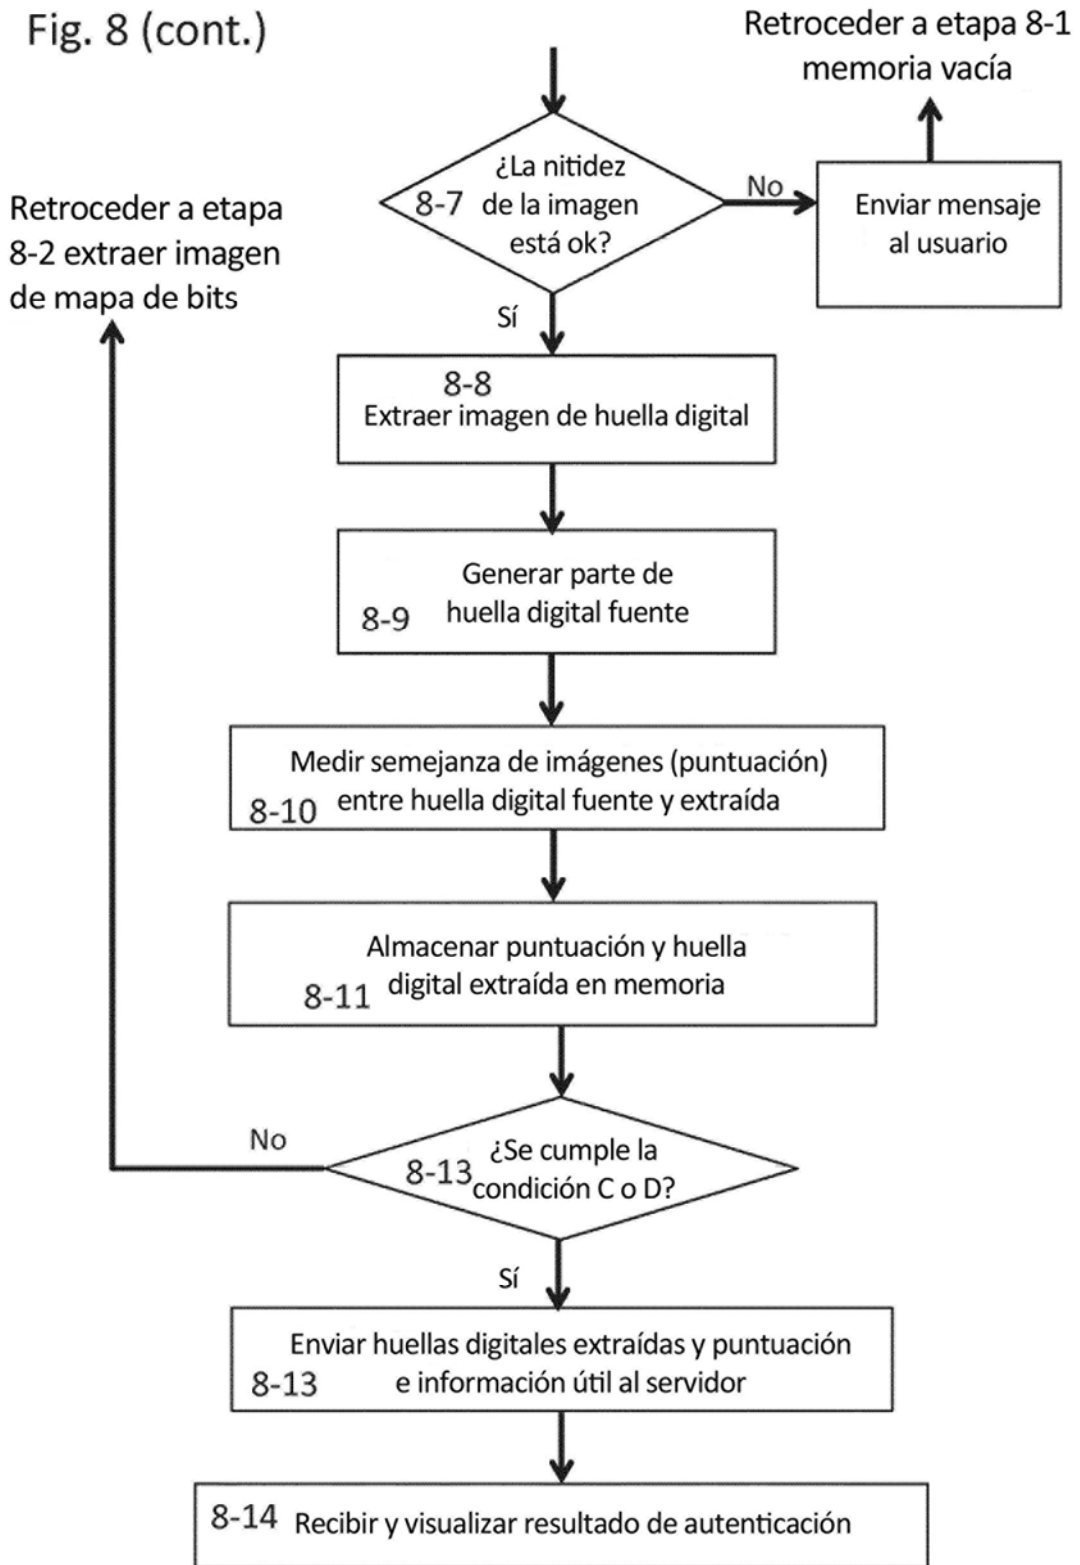 Fig. 8 (cont.)
Retroceder a etapa 8-1
memoria vacía
8-7
¿La nitidez
de la imagen
está ok?
No
Enviar mensaje
al usuario
Retroceder a etapa
8-2 extraer imagen
de mapa de bits
Sí
8-8
Extraer imagen de huella digital
Generar parte de
8-9 huella digital fuente
Medir semejanza de imágenes (puntuación)
8-10 entre huella digital fuente y extraída
Almacenar puntuación y huella
8-11 digital extraída en memoria
No
¿Se cumple la
8-13 condición C o D?
Sí
Enviar huellas digitales extraídas y puntuación
8-13 e información útil al servidor
8-14 Recibir y visualizar resultado de autenticación